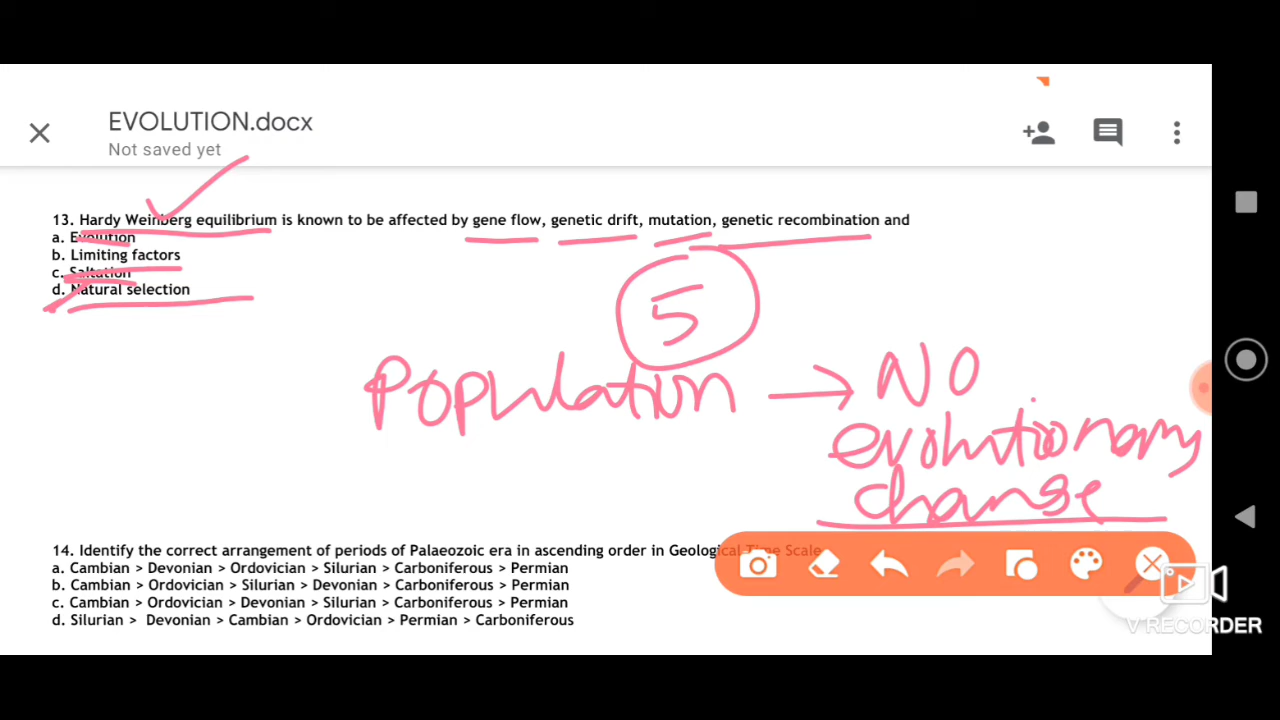 EVOLUTION.docx
Not saved yet
13. Hardy Weinberg equilibrium is known to be affected by gene flow, genetic drift, mutation, genetic recombination and
a. Evolution
b. Limiting factors
c. Saltation
d. Natural selection
5
Population → NO
evolutionary
change
14. Identify the correct arrangement of periods of Palaeozoic era in ascending order in Geological Time Scale
a. Cambian > Devonian > Ordovician > Silurian > Carboniferous > Permian
b. Cambian > Ordovician > Silurian > Devonian > Carboniferous > Permian
c. Cambian > Ordovician > Devonian > Silurian > Carboniferous > Permian
d. Silurian > Devonian > Cambian > Ordovician > Permian > Carboniferous
V RECORDER